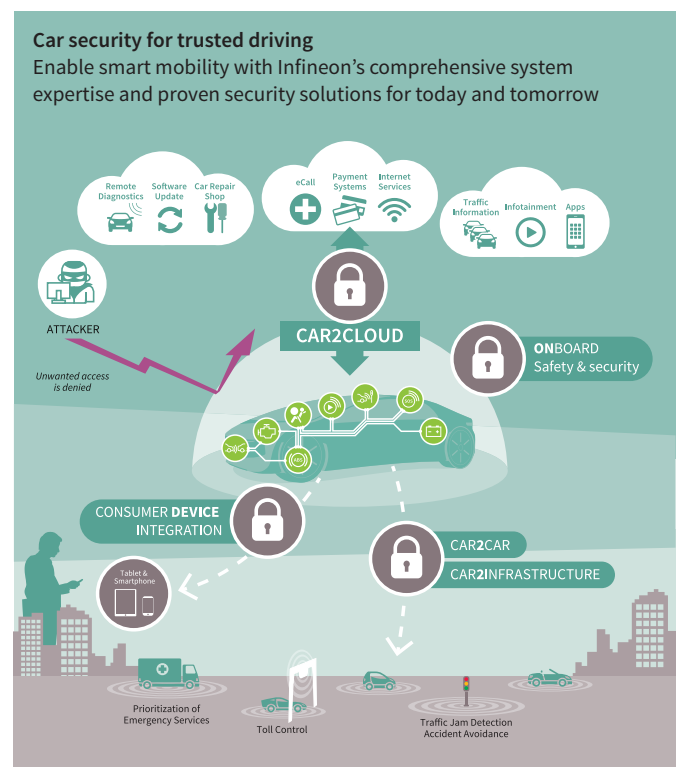 Car security for trusted driving
Enable smart mobility with Infineon's comprehensive system
expertise and proven security solutions for today and tomorrow
Remote
Diagnostics
Software
Update
Car Repair
Shop
eCall
Payment
Systems
Internet
Services
Traffic
Information
Infotainment
Apps
ATTACKER
Unwanted access
is denied
CAR2CLOUD
ONBOARD
Safety & security
SOS
ABS
CONSUMER DEVICE
INTEGRATION
CAR2CAR
CAR2INFRASTRUCTURE
Tablet &
Smartphone
Prioritization of
Emergency Services
Toll Control
Traffic Jam Detection
Accident Avoidance